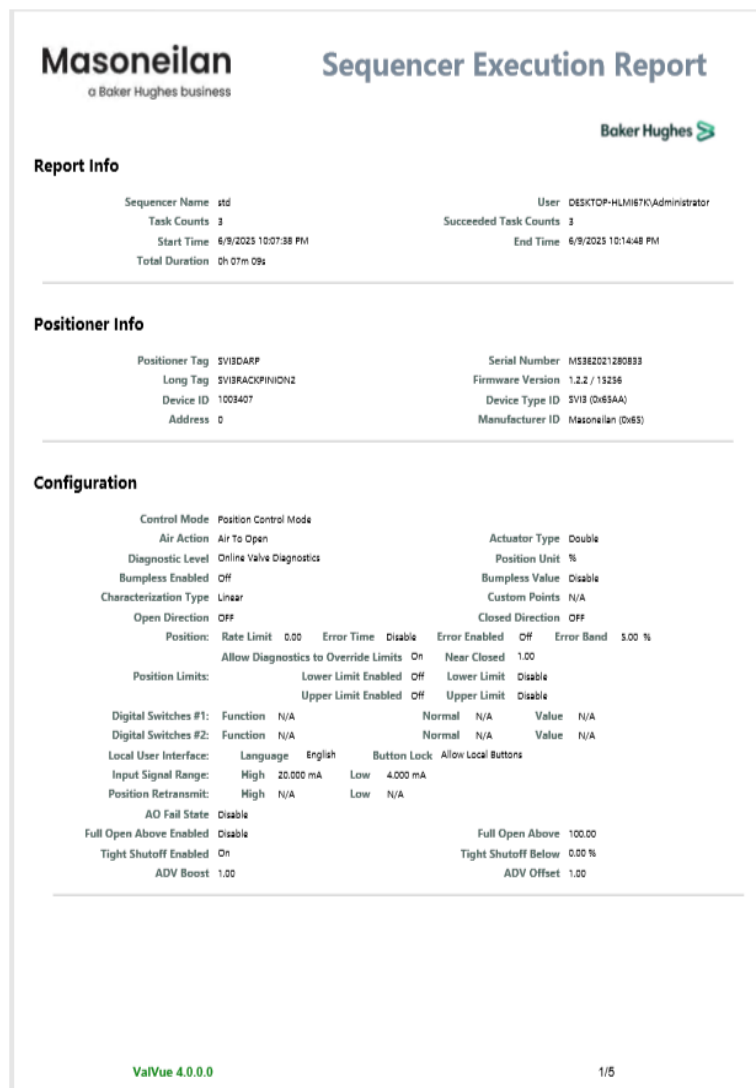 Masoneilan
a Baker Hughes business
Sequencer Execution Report
Baker Hughes
Report Info
Sequencer Name std User DESKTOP-HLMI67K\Administrator
Task Counts 3 Succeeded Task Counts 3
Start Time 6/9/2025 10:07:38 PM End Time 6/9/2025 10:14:48 PM
Total Duration 0h 07m 09s
Positioner Info
Positioner Tag SVI3DARP Serial Number MS362021280833
Long Tag SVI3RACKPINION2 Firmware Version 1.2.2 / 15256
Device ID 1003407 Device Type ID SVI3 (0x65AA)
Address 0 Manufacturer ID Masoneilan (0x65)
Configuration
Control Mode Position Control Mode
Air Action Air To Open Actuator Type Double
Diagnostic Level Online Valve Diagnostics Position Unit %
Bumpless Enabled Off Bumpless Value Disable
Characterization Type Linear Custom Points N/A
Open Direction OFF Closed Direction OFF
Position: Rate Limit 0.00 Error Time Disable Error Enabled Off Error Band 5.00 %
Allow Diagnostics to Override Limits On Near Closed 1.00
Position Limits: Lower Limit Enabled Off Lower Limit Disable
Upper Limit Enabled Off Upper Limit Disable
Digital Switches #1: Function N/A Normal N/A Value N/A
Digital Switches #2: Function N/A Normal N/A Value N/A
Local User Interface: Language English Button Lock Allow Local Buttons
Input Signal Range: High 20.000 mA Low 4.000 mA
Position Retransmit: High N/A Low N/A
AO Fail State Disable
Full Open Above Enabled Disable Full Open Above 100.00
Tight Shutoff Enabled On Tight Shutoff Below 0.00 %
ADV Boost 1.00 ADV Offset 1.00
ValVue 4.0.0.0 1/5